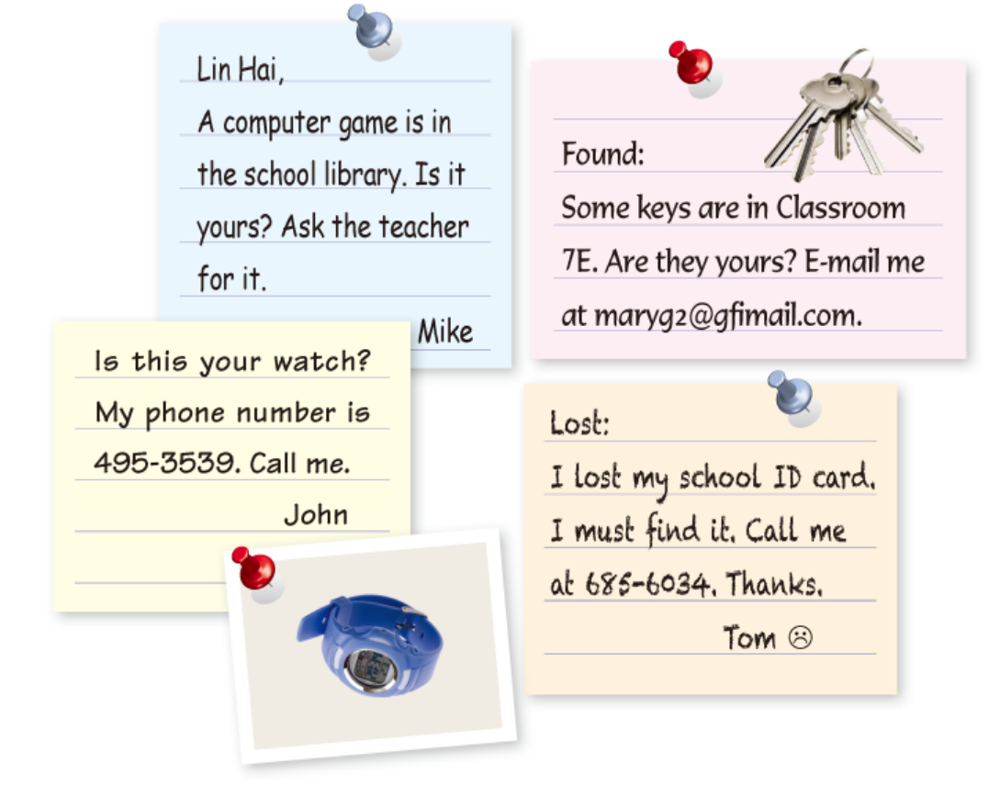 Lin Hai,
A computer game is in
the school library. Is it
yours? Ask the teacher
for it.
Mike
Found:
Some keys are in Classroom
7E. Are they yours? E-mail me
at maryg2@gfimail.com.
Is this your watch?
My phone number is
495-3539. Call me.
John
Lost:
I lost my school ID card.
I must find it. Call me
at 685-6034. Thanks.
Tom ☹